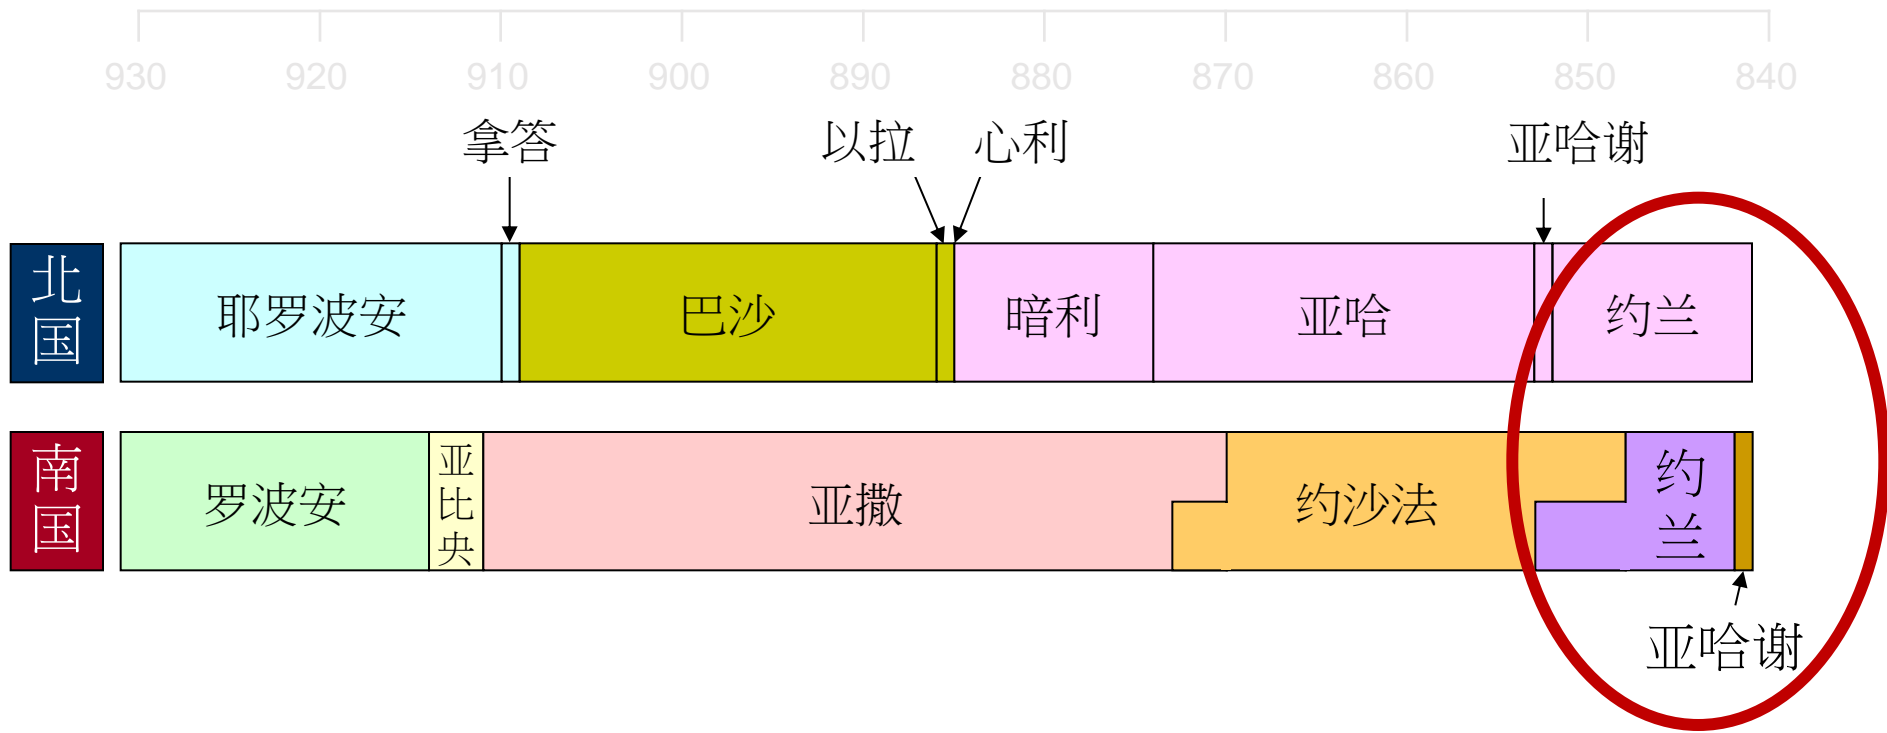 930 920 910 900 890 880 870 860 850 840
拿答 以拉 心利 亚哈谢
北国
耶罗波安 巴沙 暗利 亚哈 约兰
南国
罗波安 亚比央 亚撒 约沙法 约兰
亚哈谢